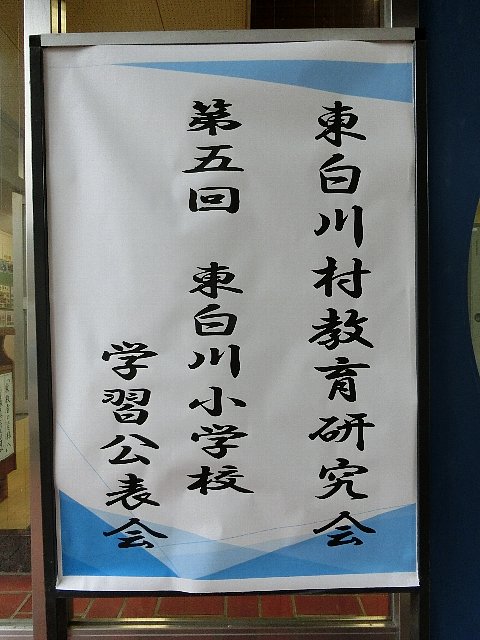 東白川村教育研究会
第五回 東白川小学校
学習公表会